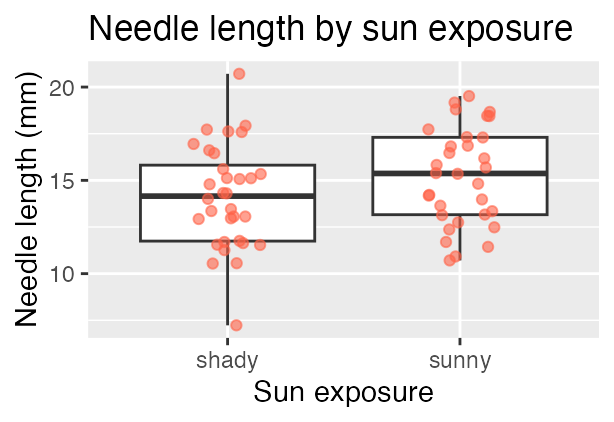 Needle length by sun exposure
Needle length (mm)
20
15
10
shady
sunny
Sun exposure